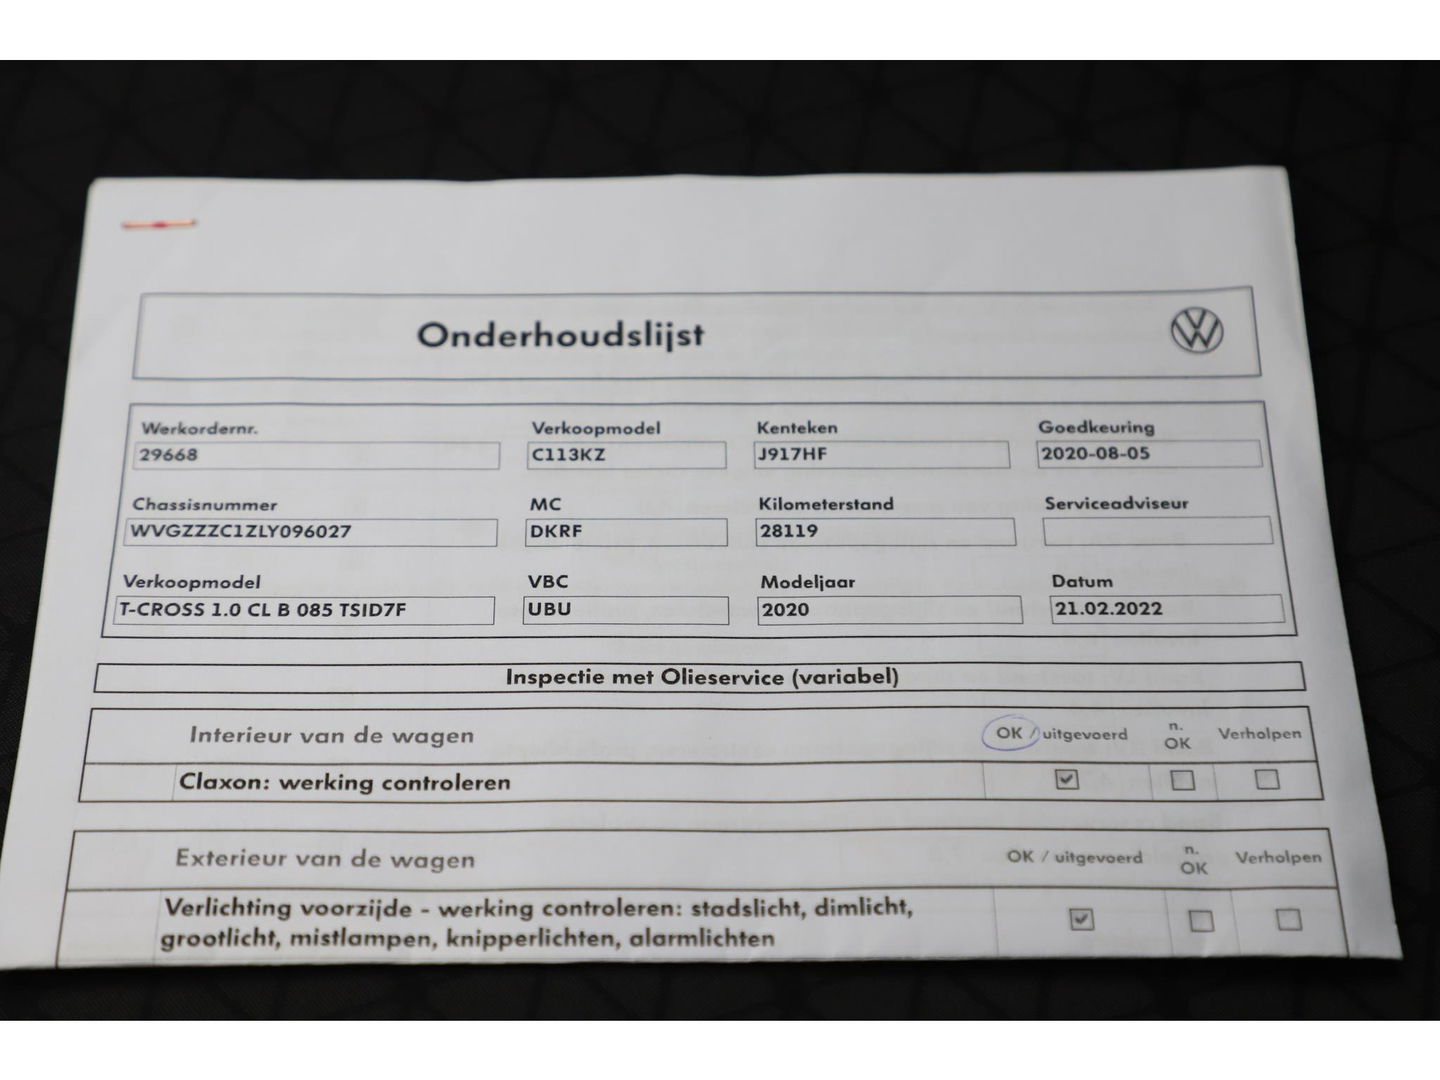 Onderhoudslijst
Werkordernr. Verkoopmodel Kenteken Goedkeuring
29668 C113KZ J917HF 2020-08-05
Chassisnummer MC Kilometerstand Serviceadviseur
WVGZZZC1ZLY096027 DKRF 28119
Verkoopmodel VBC Modeljaar Datum
T-CROSS 1.0 CL B 085 TSID7F UBU 2020 21.02.2022
Inspectie met Olieservice (variabel)
Interieur van de wagen OK / uitgevoerd n. OK Verholpen
Claxon: werking controleren
Exterieur van de wagen OK / uitgevoerd n. OK Verholpen
Verlichting voorzijde - werking controleren: stadslicht, dimlicht,
grootlicht, mistlampen, knipperlichten, alarmlichten